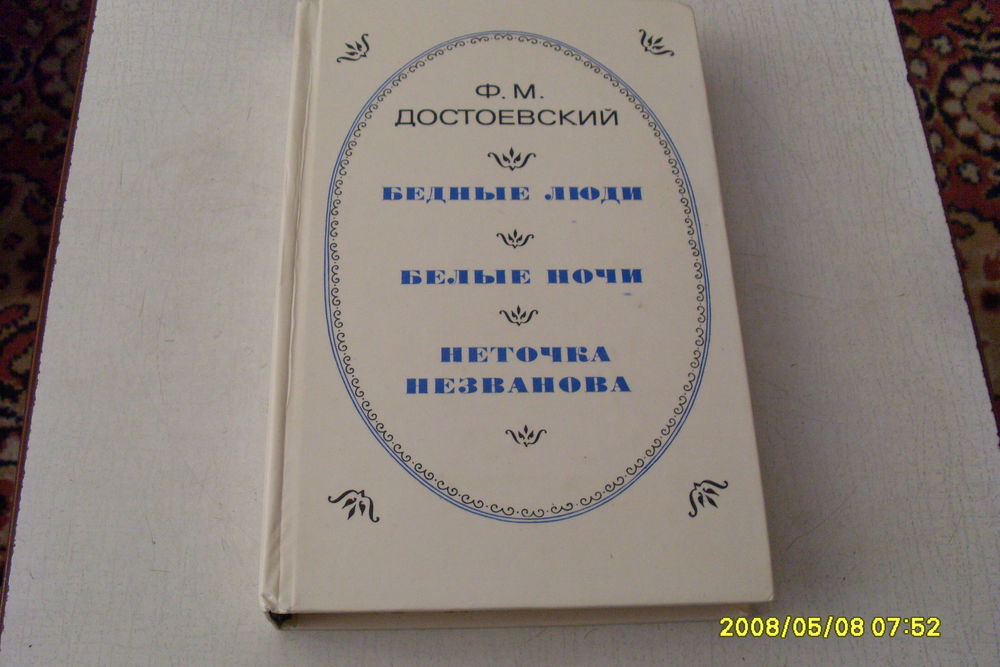 Ф. М.
ДОСТОЕВСКИЙ
БЕДНЫЕ ЛЮДИ
БЕЛЫЕ НОЧИ
НЕТОЧКА
НЕЗВАНОВА
2008/05/08 07:52